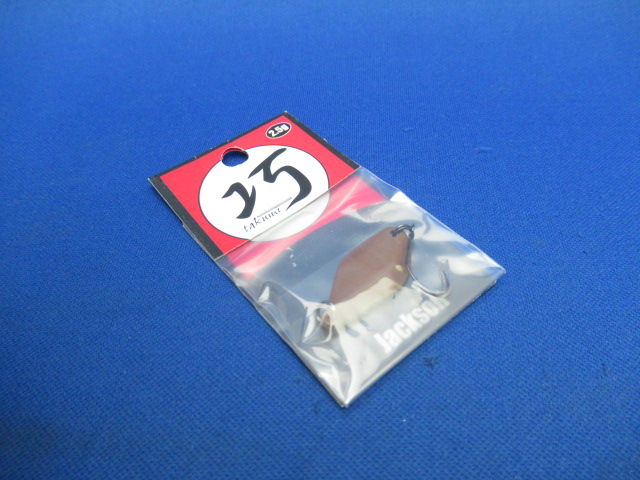 2.5g
巧
takumi
Jackson